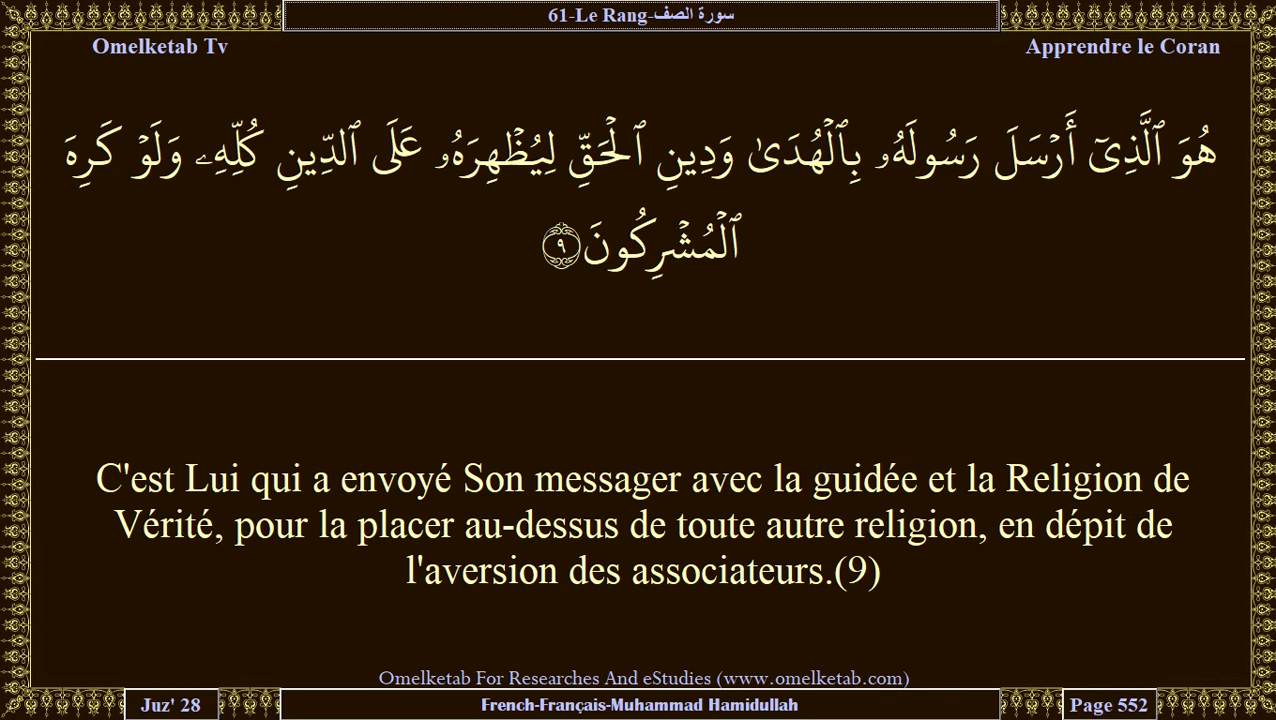 61-Le Rang-سورة الصف
Omelketab Tv
Apprendre le Coran
هُوَ ٱلَّذِىٓ أَرْسَلَ رَسُولَهُۥ بِٱلْهُدَىٰ وَدِينِ ٱلْحَقِّ لِيُظْهِرَهُۥ عَلَى ٱلدِّينِ كُلِّهِۦ وَلَوْ كَرِهَ
ٱلْمُشْرِكُونَ ٩
C'est Lui qui a envoyé Son messager avec la guidée et la Religion de
Vérité, pour la placer au-dessus de toute autre religion, en dépit de
l'aversion des associateurs.(9)
Omelketab For Researches And eStudies (www.omelketab.com)
Juz' 28
French-Français-Muhammad Hamidullah
Page 552